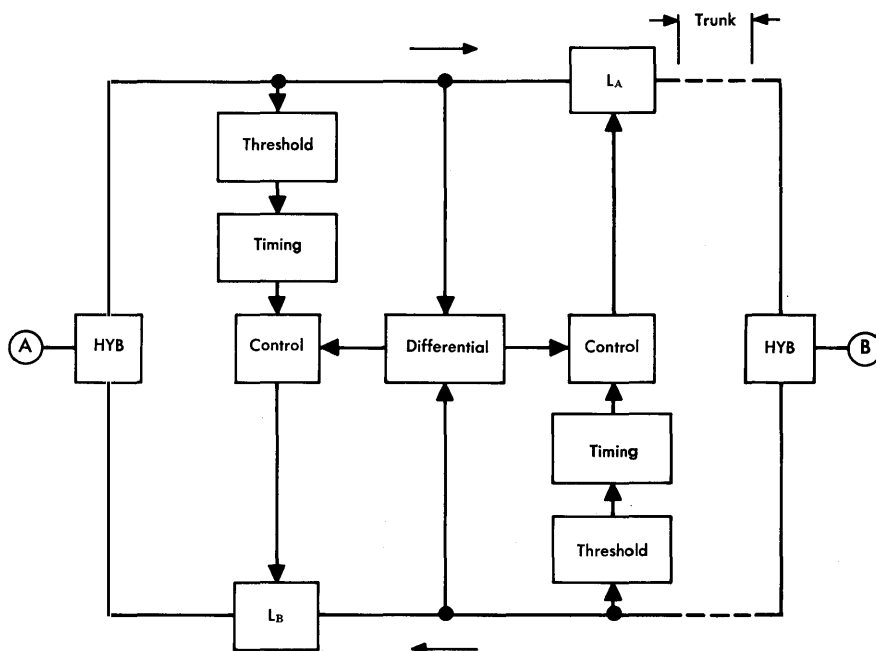 Trunk
LA
Threshold
Timing
A
HYB
Control
Differential
Control
HYB
B
Timing
Threshold
LB